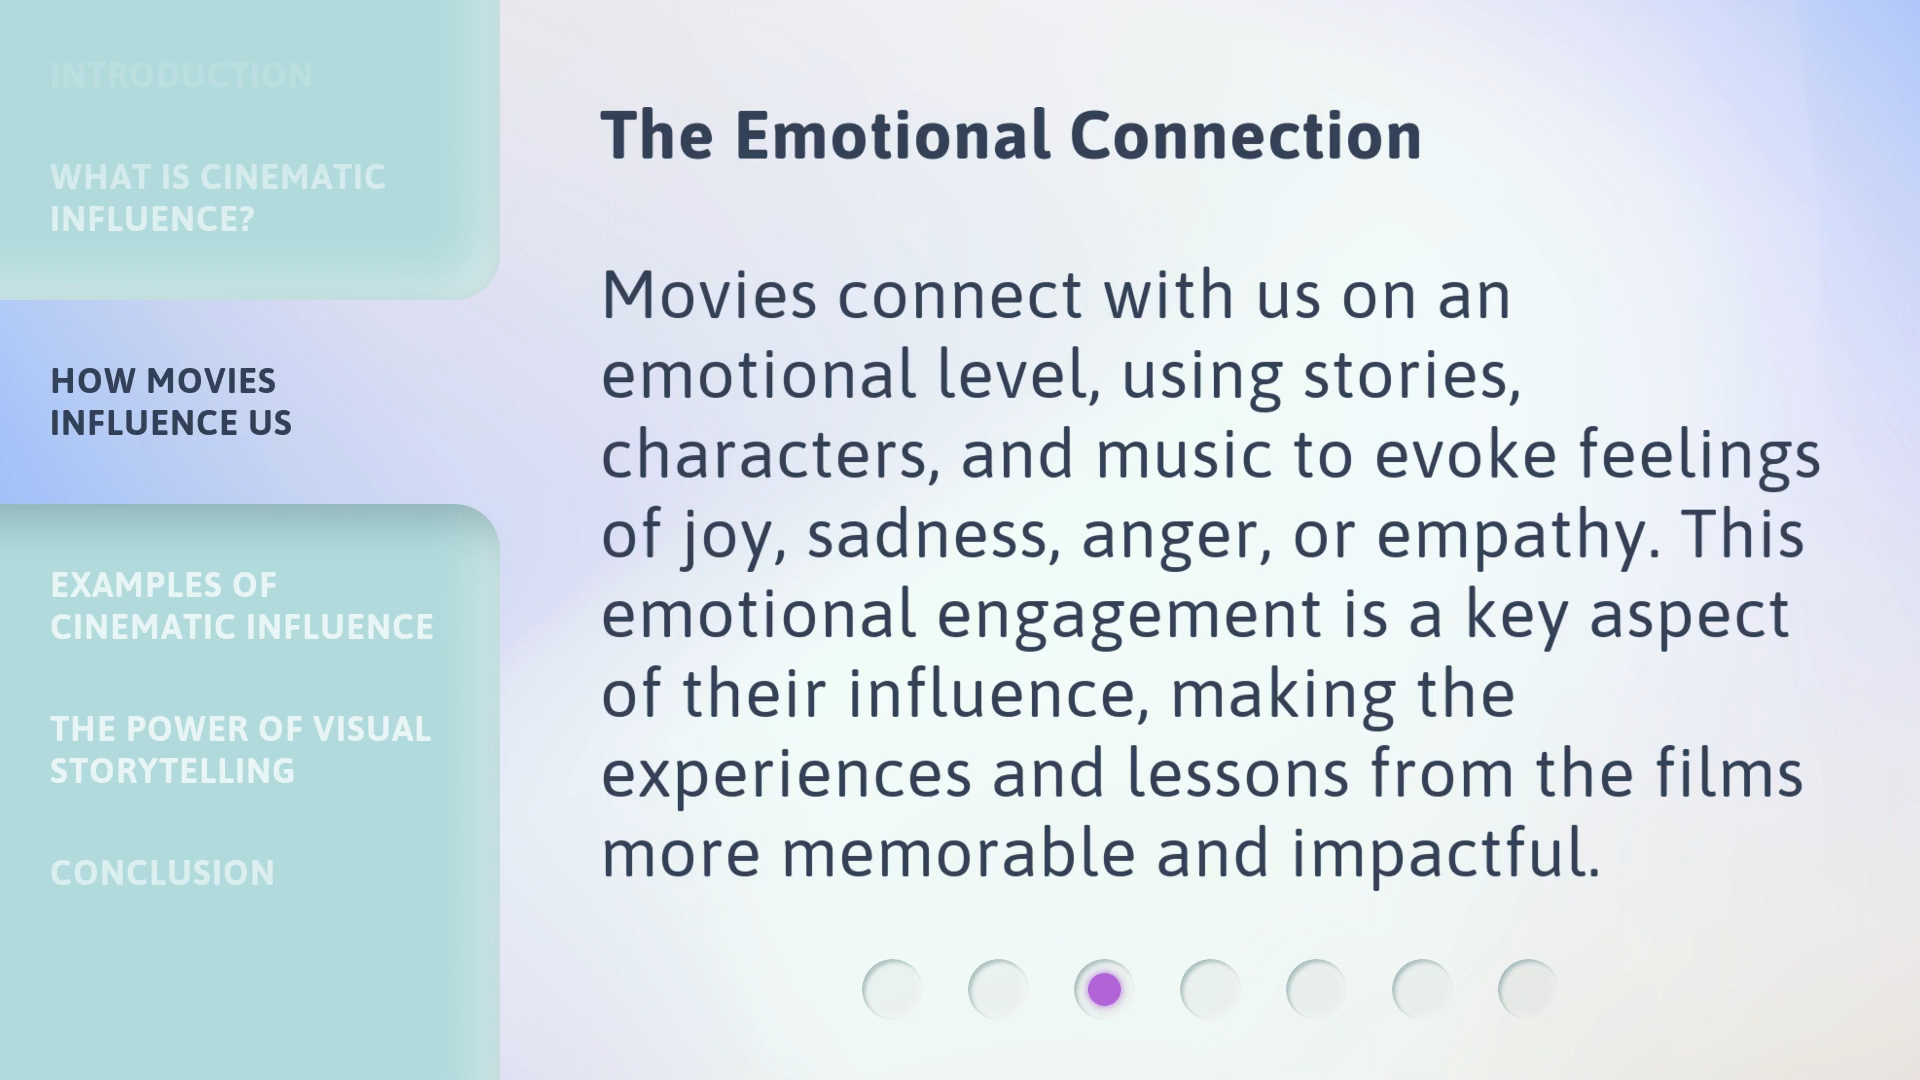 INTRODUCTION
WHAT IS CINEMATIC
INFLUENCE?
HOW MOVIES
INFLUENCE US
EXAMPLES OF
CINEMATIC INFLUENCE
THE POWER OF VISUAL
STORYTELLING
CONCLUSION
The Emotional Connection
Movies connect with us on an
emotional level, using stories,
characters, and music to evoke feelings
of joy, sadness, anger, or empathy. This
emotional engagement is a key aspect
of their influence, making the
experiences and lessons from the films
more memorable and impactful.